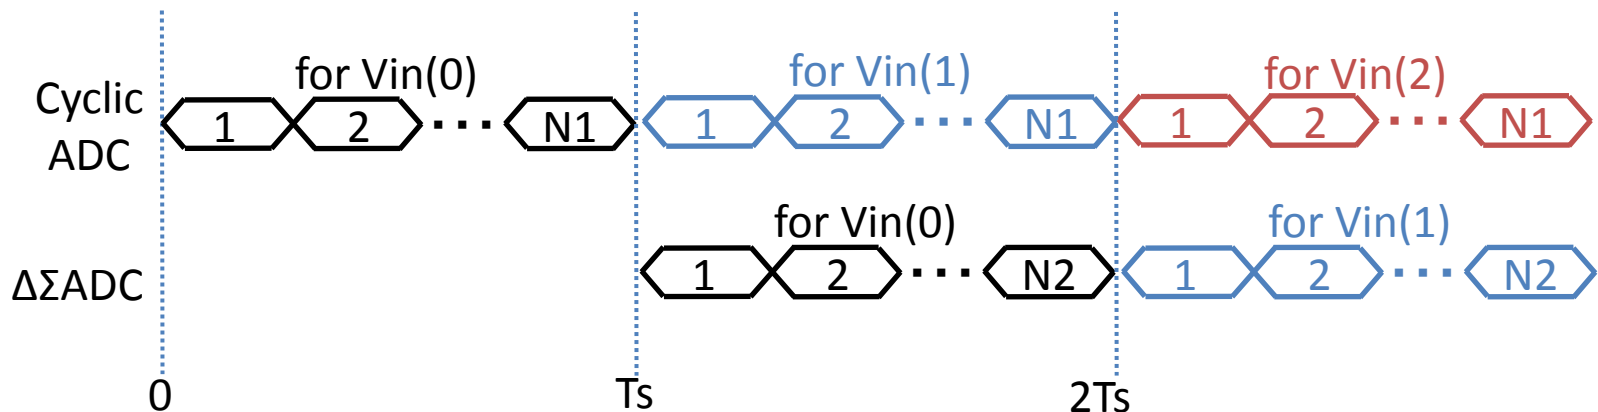 for Vin(0) for Vin(1) for Vin(2)
Cyclic
ADC
1 2 ··· N1 1 2 ··· N1 1 2 ··· N1
for Vin(0) for Vin(1)
ΔΣADC 1 2 ··· N2 1 2 ··· N2
0 Ts 2Ts